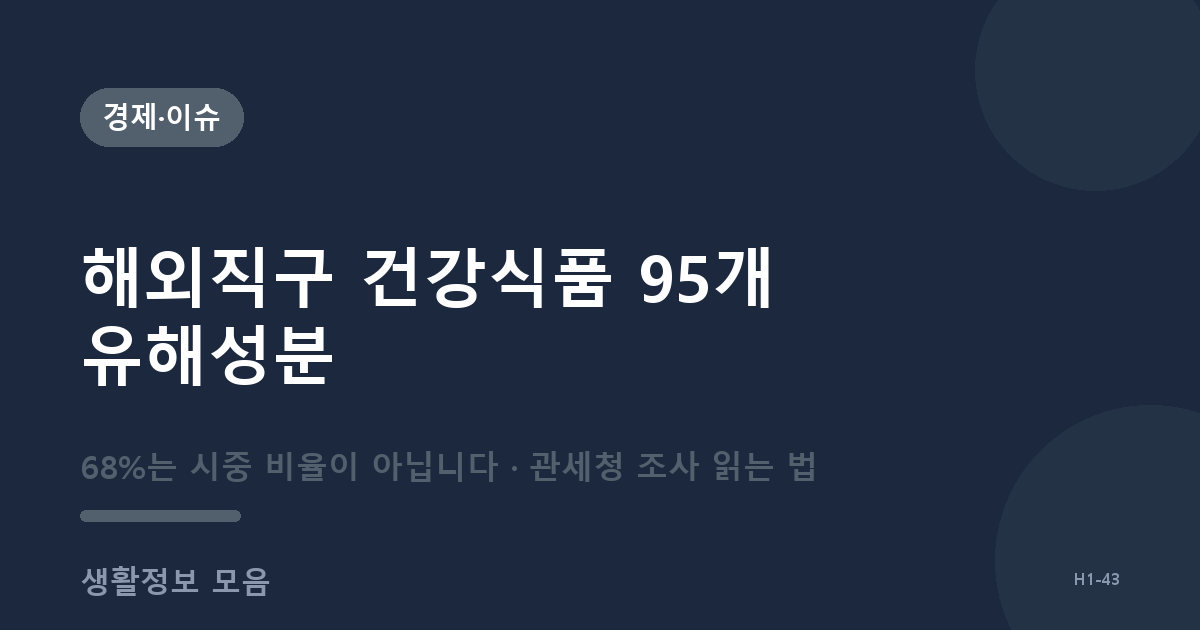 경제·이슈
해외직구 건강식품 95개
유해성분
68%는 시중 비율이 아닙니다 · 관세청 조사 읽는 법
생활정보 모음
H1-43